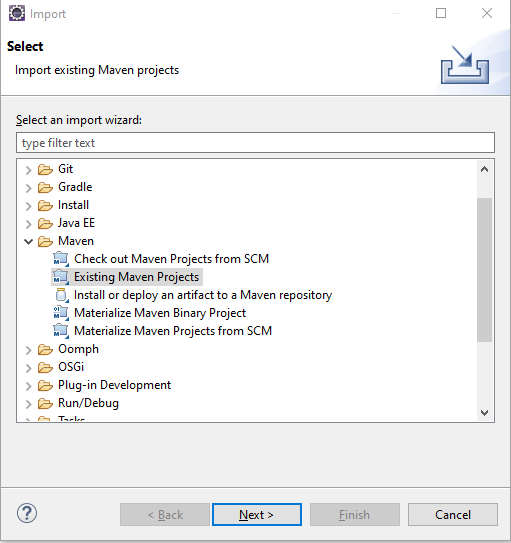 Import
Select
Import existing Maven projects
Select an import wizard:
type filter text
Git
Gradle
Install
Java EE
Maven
Check out Maven Projects from SCM
Existing Maven Projects
Install or deploy an artifact to a Maven repository
Materialize Maven Binary Project
Materialize Maven Projects from SCM
Oomph
OSGi
Plug-in Development
Run/Debug
Tasks
? < Back Next > Finish Cancel